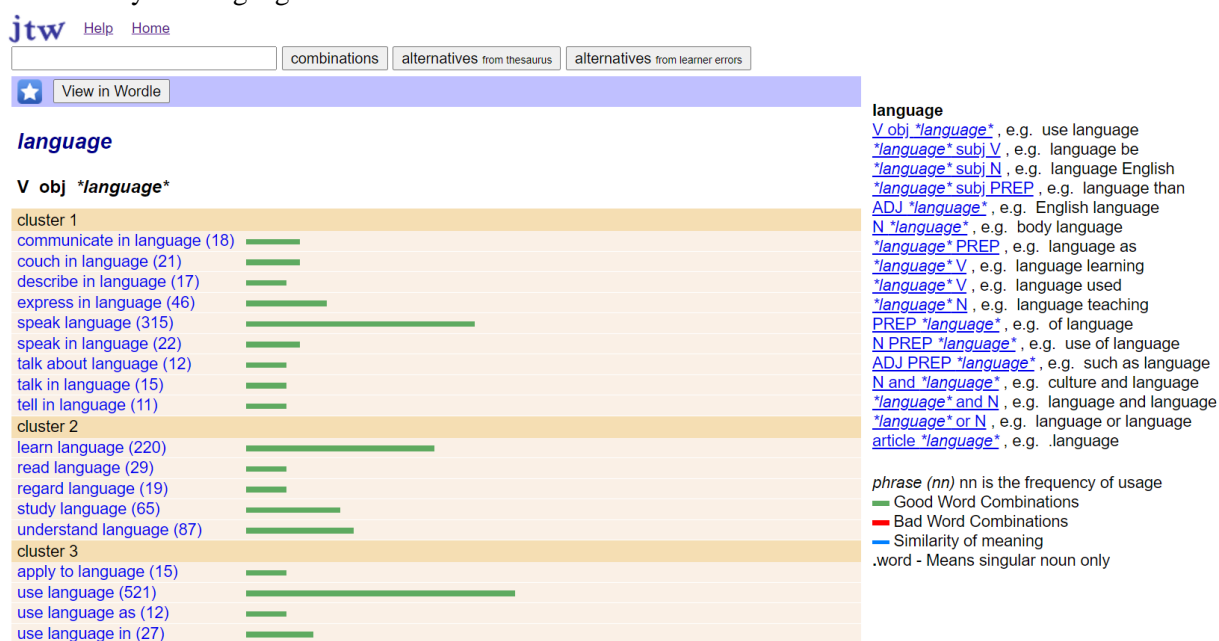 jtw Help Home
combinations alternatives from thesaurus alternatives from learner errors
View in Wordle
language
V obj *language*
cluster 1
communicate in language (18)
couch in language (21)
describe in language (17)
express in language (46)
speak language (315)
speak in language (22)
talk about language (12)
talk in language (15)
tell in language (11)
cluster 2
learn language (220)
read language (29)
regard language (19)
study language (65)
understand language (87)
cluster 3
apply to language (15)
use language (521)
use language as (12)
use language in (27)
language
V obj *language* , e.g. use language
*language* subj V , e.g. language be
*language* subj N , e.g. language English
*language* subj PREP , e.g. language than
ADJ *language* , e.g. English language
N *language* , e.g. body language
*language* PREP , e.g. language as
*language* V , e.g. language learning
*language* V , e.g. language used
*language* N , e.g. language teaching
PREP *language* , e.g. of language
N PREP *language* , e.g. use of language
ADJ PREP *language* , e.g. such as language
N and *language* , e.g. culture and language
*language* and N , e.g. language and language
*language* or N , e.g. language or language
article *language* , e.g. .language
phrase (nn) nn is the frequency of usage
Good Word Combinations
Bad Word Combinations
Similarity of meaning
.word - Means singular noun only